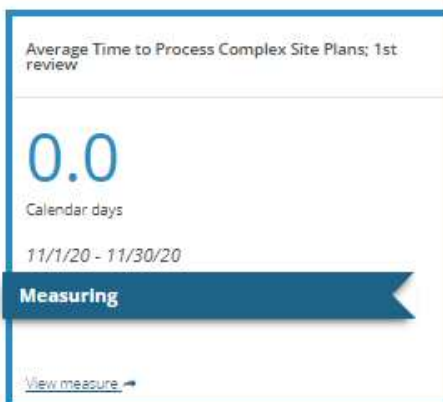 Average Time to Process Complex Site Plans; 1st
review
0.0
Calendar days
11/1/20 - 11/30/20
Measuring
View measure